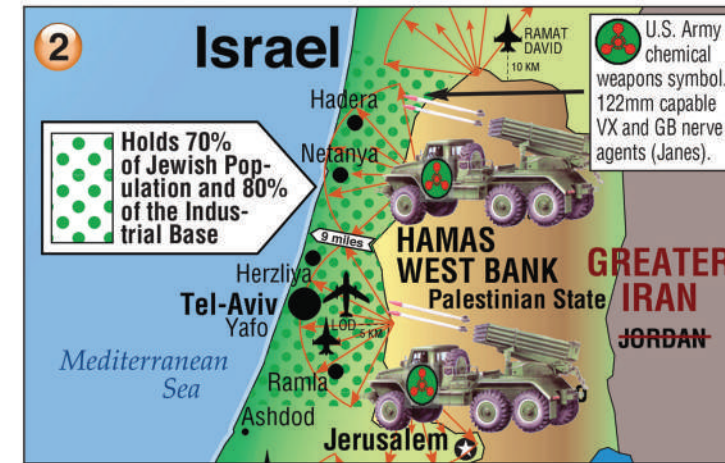 2
Israel
RAMAT
DAVID
10 KM
U.S. Army
chemical
weapons symbol.
122mm capable
VX and GB nerve
agents (Janes).
Hadera
Holds 70%
of Jewish Pop-
ulation and 80%
of the Indus-
trial Base
Netanya
9 miles
HAMAS
WEST BANK
Palestinian State
GREATER
IRAN
JORDAN
Herzliya
Tel-Aviv
Yafo
LOD
5 KM
Mediterranean
Sea
Ramla
Ashdod
Jerusalem